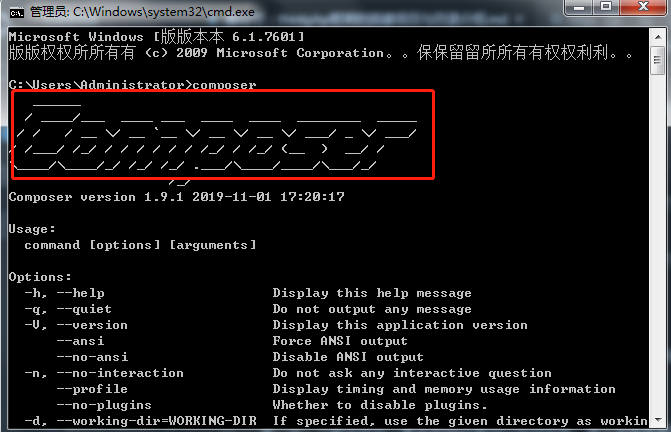 管理员: C:\Windows\system32\cmd.exe
Microsoft Windows [版版本本 6.1.7601]
版版权权所所有有 (c) 2009 Microsoft Corporation。。保保留留所所有有权权利利。。
C:\Users\Administrator>composer
Composer
Composer version 1.9.1 2019-11-01 17:20:17
Usage:
command [options] [arguments]
Options:
-h, --help Display this help message
-q, --quiet Do not output any message
-V, --version Display this application version
--ansi Force ANSI output
--no-ansi Disable ANSI output
-n, --no-interaction Do not ask any interactive question
--profile Display timing and memory usage information
--no-plugins Whether to disable plugins.
-d, --working-dir=WORKING-DIR If specified, use the given directory as workin